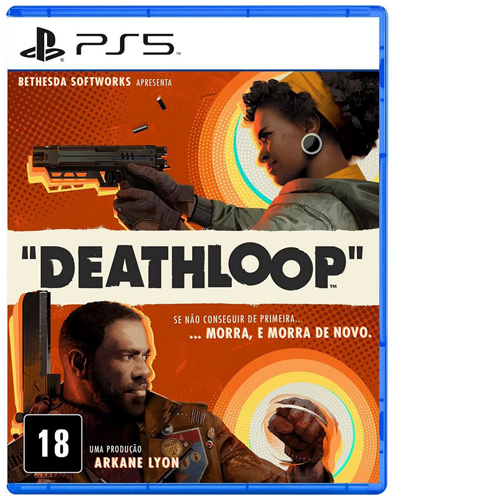 PS5
BETHESDA SOFTWORKS APRESENTA
"DEATHLOOP"™
SE NÃO CONSEGUIR DE PRIMEIRA...
... MORRA, E MORRA DE NOVO.
18
UMA PRODUÇÃO
ARKANE LYON